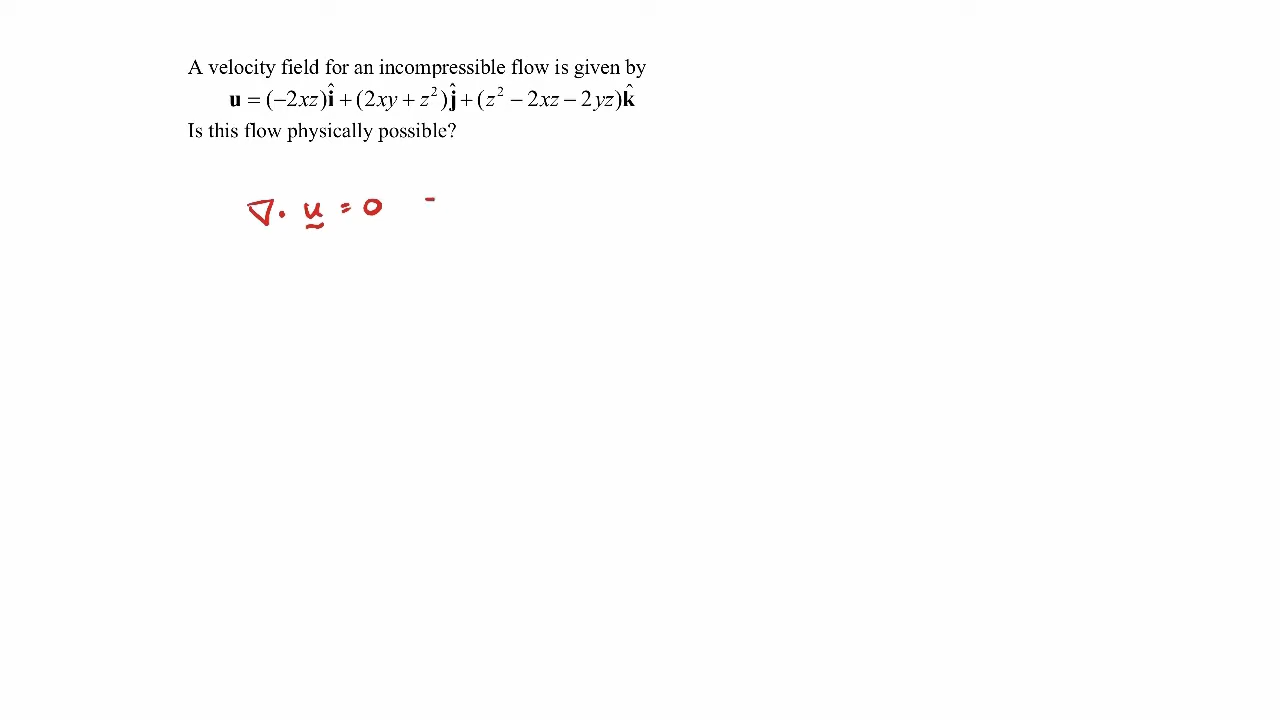 A velocity field for an incompressible flow is given by
𝐮 = (−2xz)î + (2xy + z²)ĵ + (z² − 2xz − 2yz)k̂
Is this flow physically possible?
∇· u = 0 -